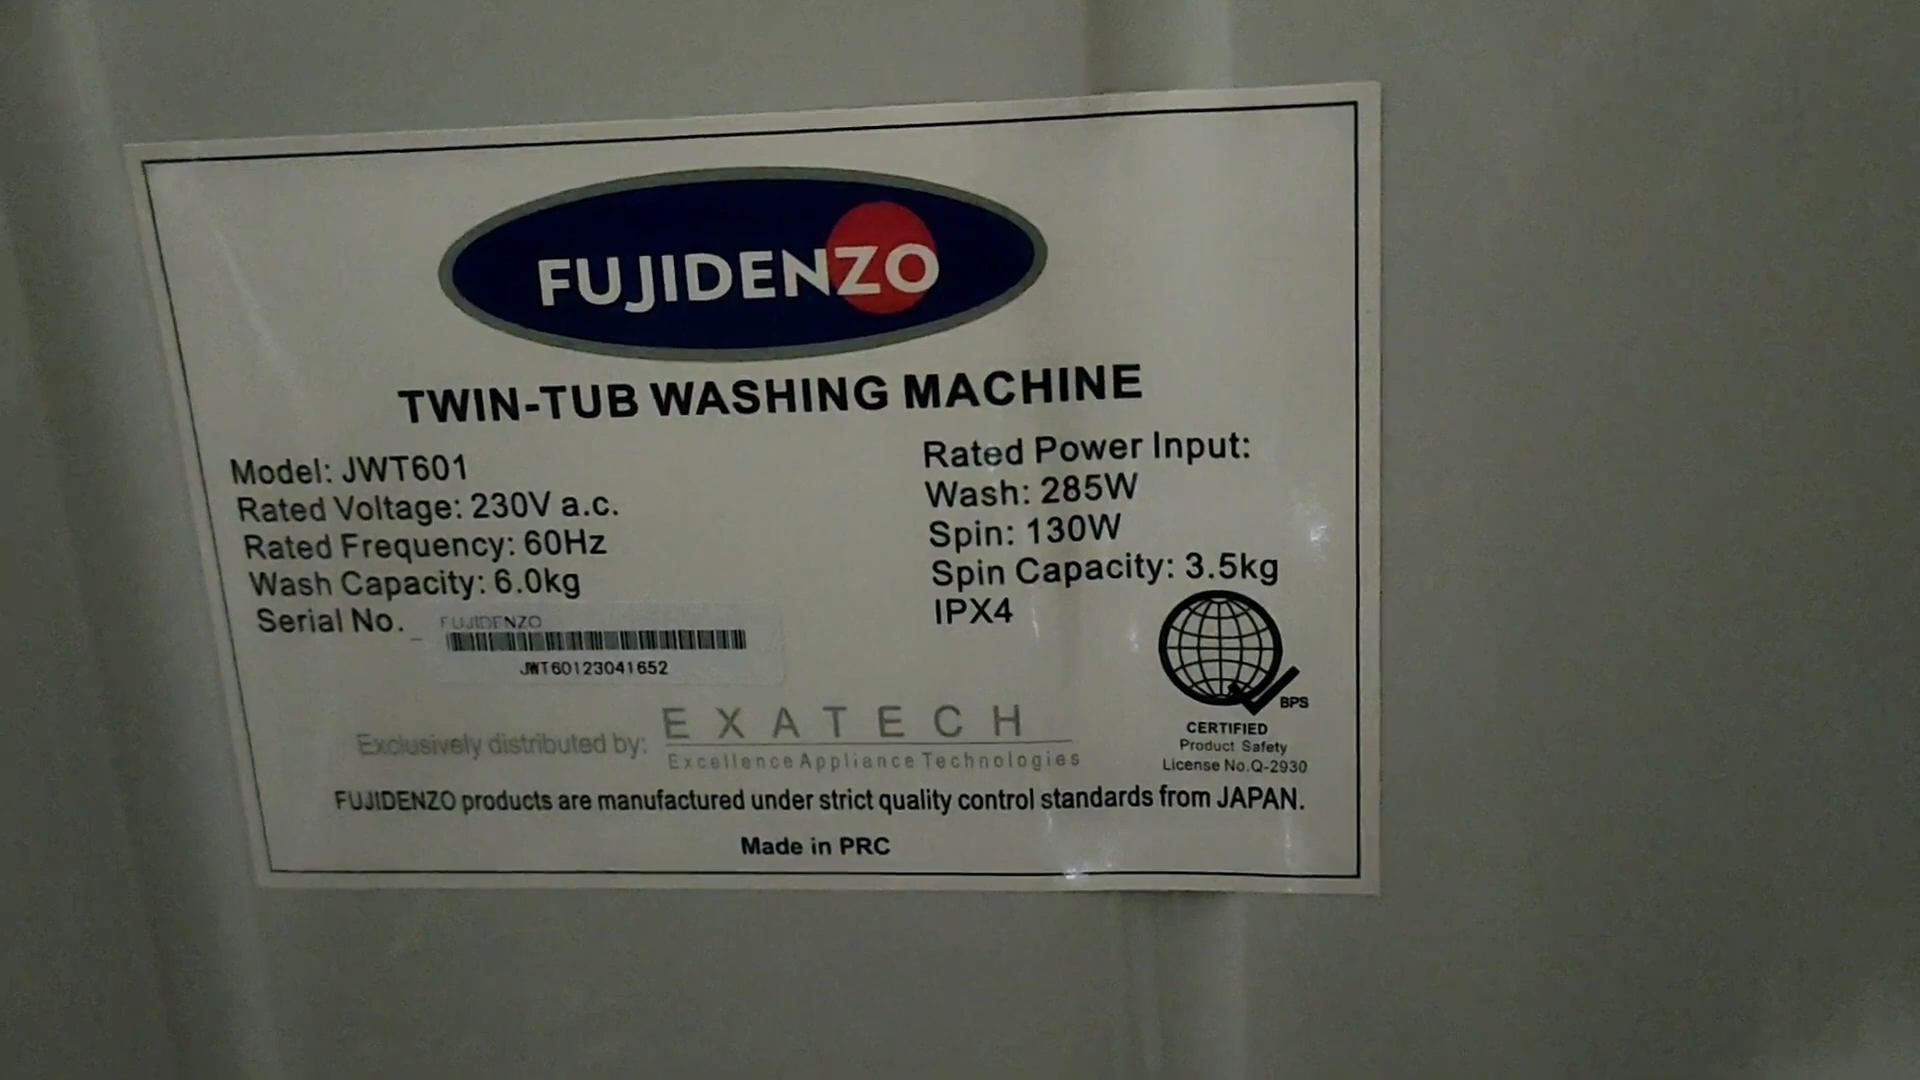 FUJIDENZO
TWIN-TUB WASHING MACHINE
Model: JWT601
Rated Voltage: 230V a.c.
Rated Frequency: 60Hz
Wash Capacity: 6.0kg
Serial No.
FUJIDENZO
JWT60123041652
Rated Power Input:
Wash: 285W
Spin: 130W
Spin Capacity: 3.5kg
IPX4
BPS
CERTIFIED
Product Safety
License No.Q-2930
Exclusively distributed by:
EXATECH
Excellence Appliance Technologies
FUJIDENZO products are manufactured under strict quality control standards from JAPAN.
Made in PRC